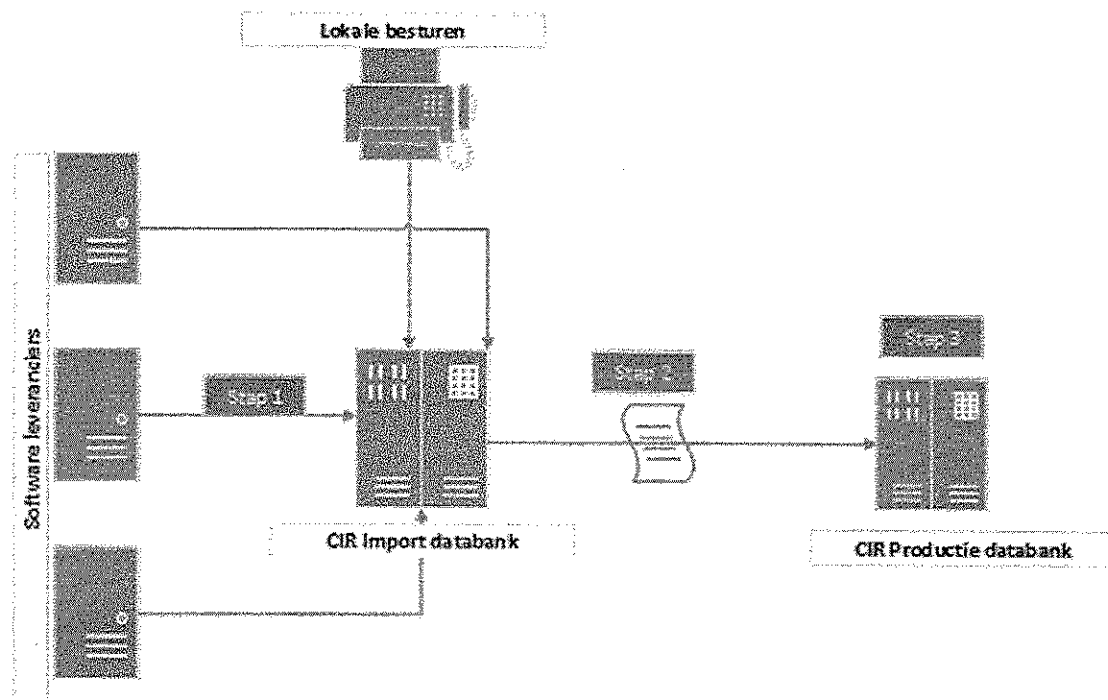 Lokale besturen
Software leveranciers
Stap 1
Stap 2
Stap 3
CIR Import databank
CIR Productie databank